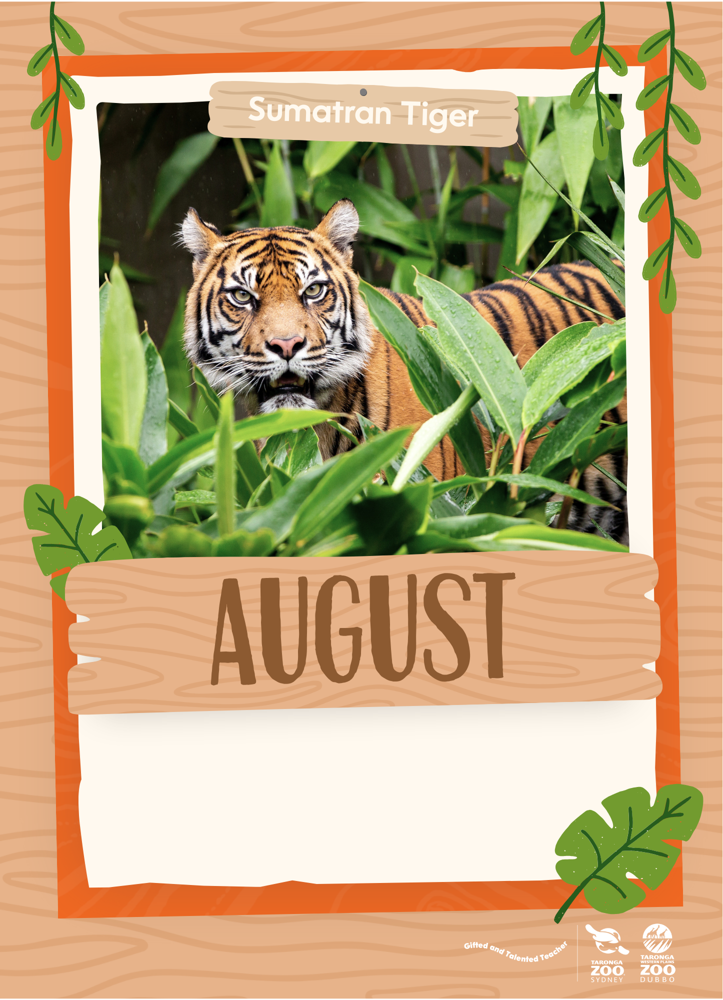 Sumatran Tiger
AUGUST
Gifted and Talented Teacher
TARONGA
ZOO
SYDNEY
TARONGA
WESTERN PLAINS
ZOO
DUBBO